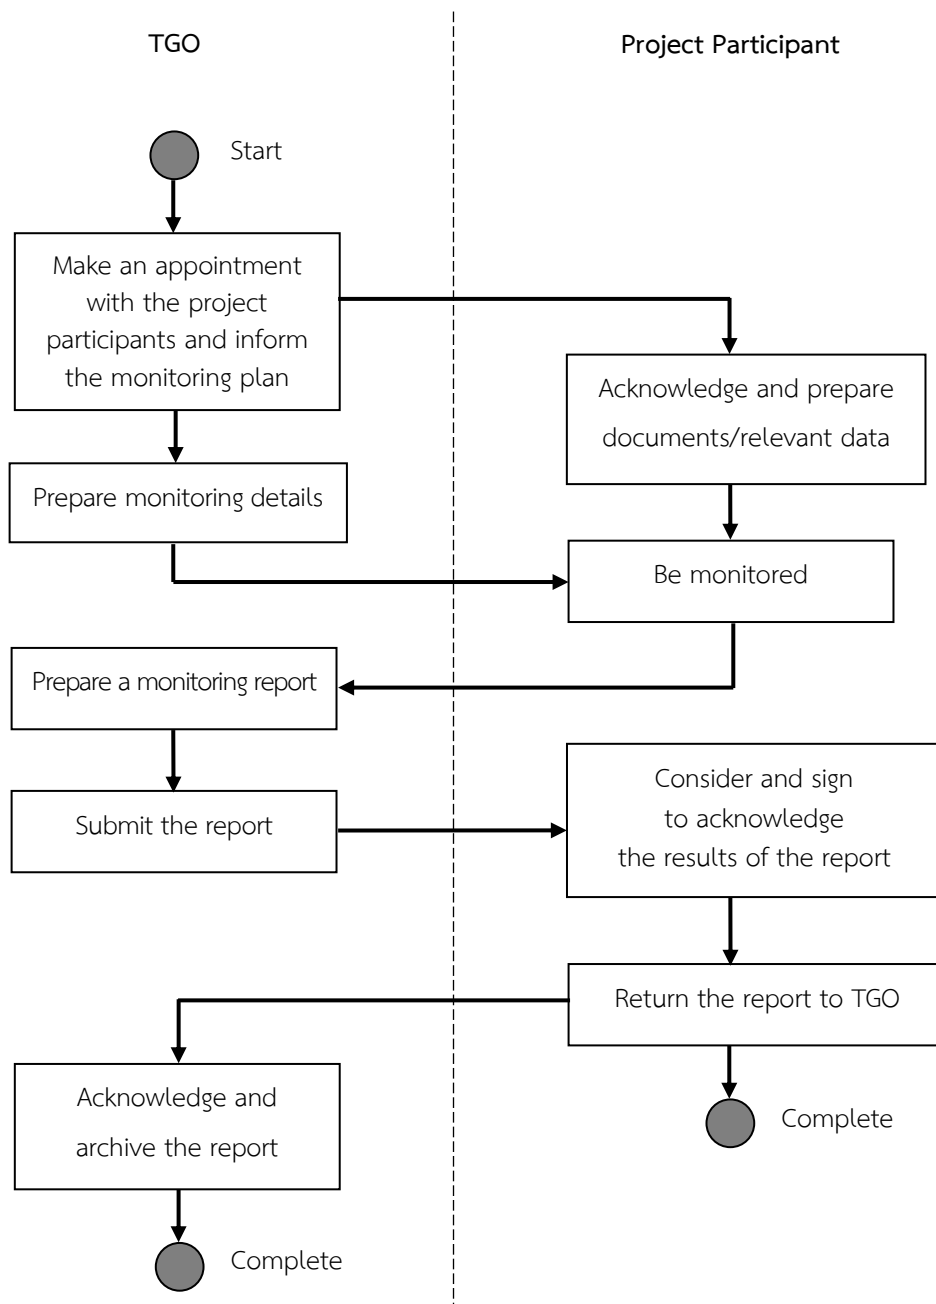 TGO
Project Participant
Start
Make an appointment
with the project
participants and inform
the monitoring plan
Acknowledge and prepare
documents/relevant data
Prepare monitoring details
Be monitored
Prepare a monitoring report
Submit the report
Consider and sign
to acknowledge
the results of the report
Return the report to TGO
Acknowledge and
archive the report
Complete
Complete